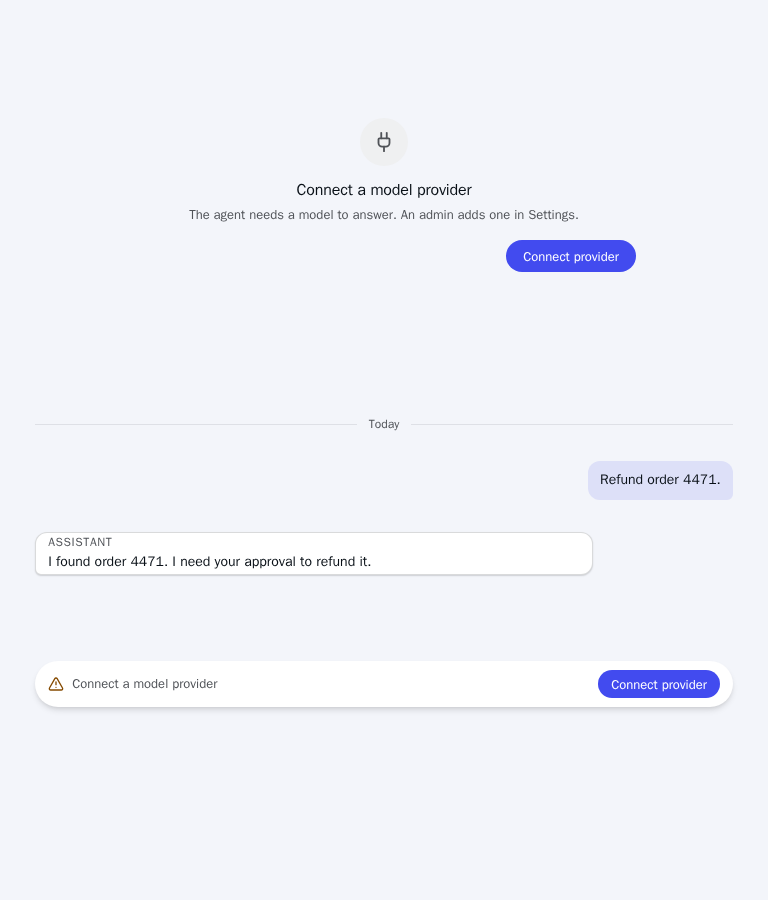 Connect a model provider
The agent needs a model to answer. An admin adds one in Settings.
Connect provider
Today
Refund order 4471.
ASSISTANT
I found order 4471. I need your approval to refund it.
Connect a model provider
Connect provider